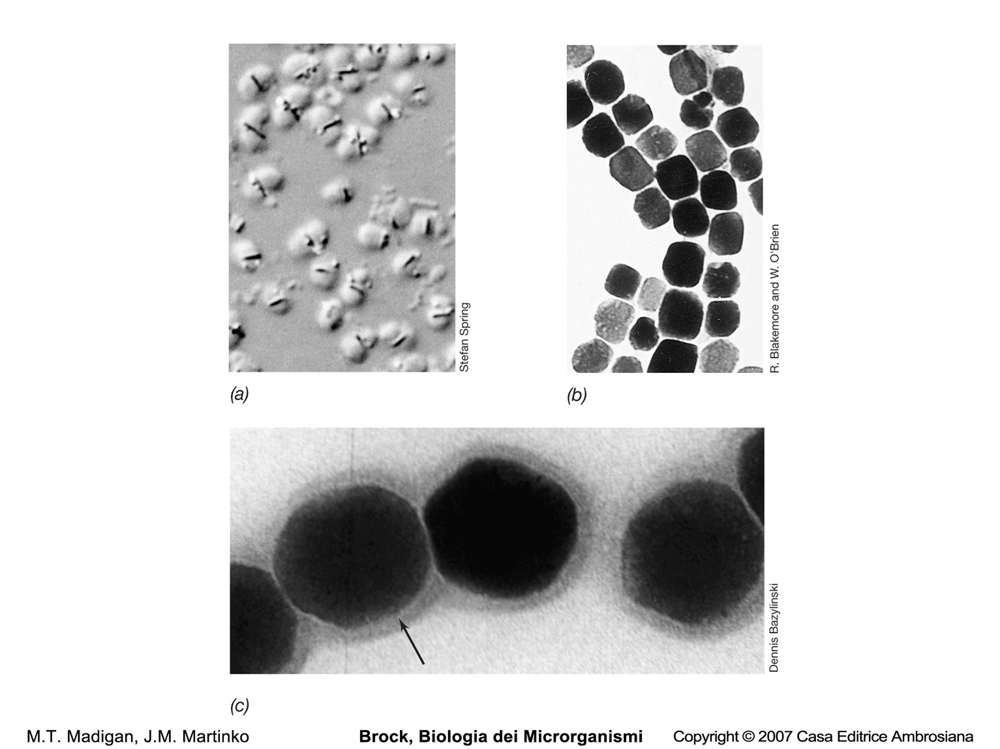 Stefan Spring
R. Blakemore and W. O'Brien
(a)
(b)
Dennis Bazylinski
(c)
M.T. Madigan, J.M. Martinko
Brock, Biologia dei Microrganismi
Copyright © 2007 Casa Editrice Ambrosiana